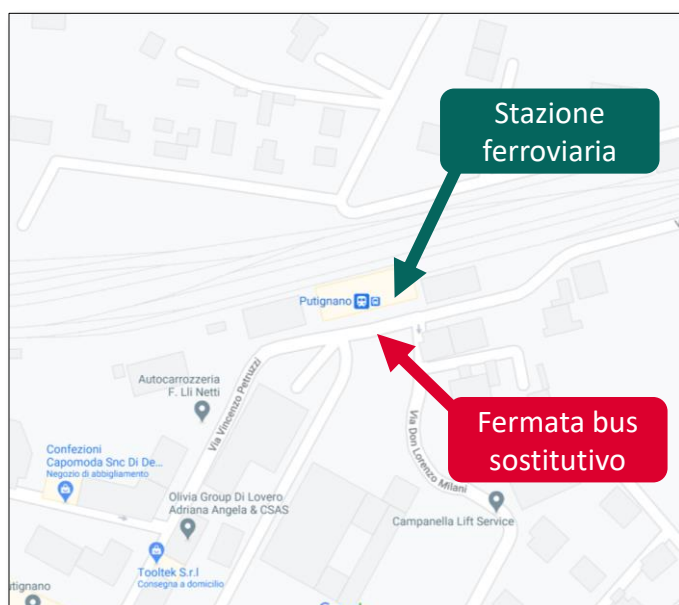 Stazione
ferroviaria
Putignano
Via Vincenzo Petruzzi
Autocarrozzeria
F. Lli Netti
Fermata bus
sostitutivo
Via Don Lorenzo Milani
Confezioni
Capomoda Snc Di De...
Negozio di abbigliamento
Olivia Group Di Lovero
Adriana Angela & CSAS
Campanella Lift Service
Tooltek S.r.l
Consegna a domicilio
utignano